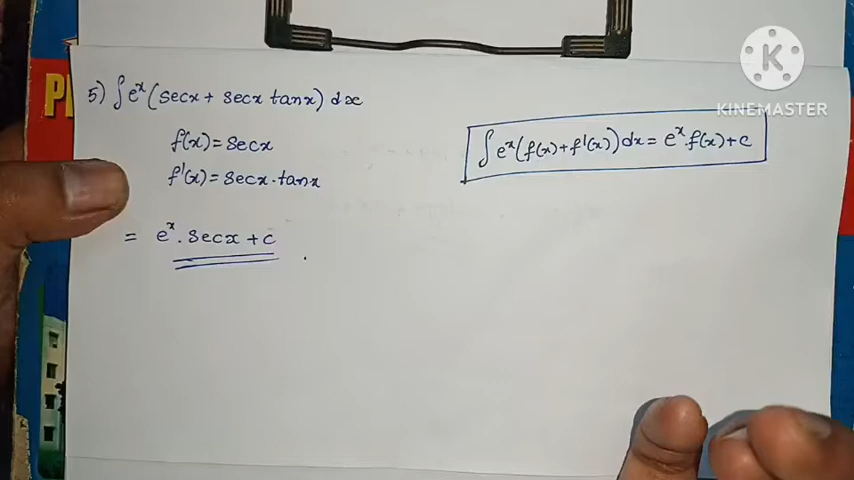 5) ∫eˣ(secx + secx tanx) dx
f(x) = secx
f'(x) = secx · tanx
= eˣ. secx + c
∫eˣ(f(x)+f'(x))dx = eˣ.f(x)+c
KINEMASTER